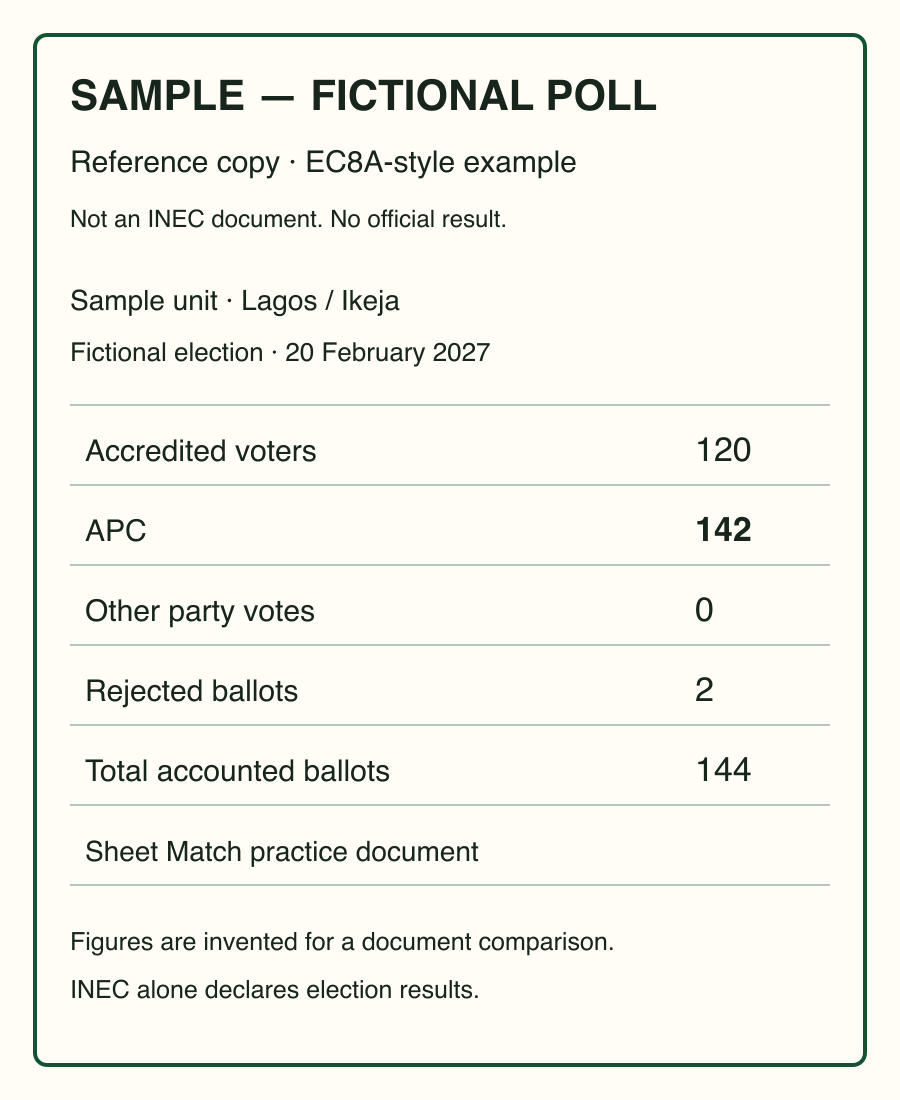 SAMPLE — FICTIONAL POLL
Reference copy · EC8A-style example
Not an INEC document. No official result.
Sample unit · Lagos / Ikeja
Fictional election · 20 February 2027
Accredited voters 120
APC 142
Other party votes 0
Rejected ballots 2
Total accounted ballots 144
Sheet Match practice document
Figures are invented for a document comparison.
INEC alone declares election results.